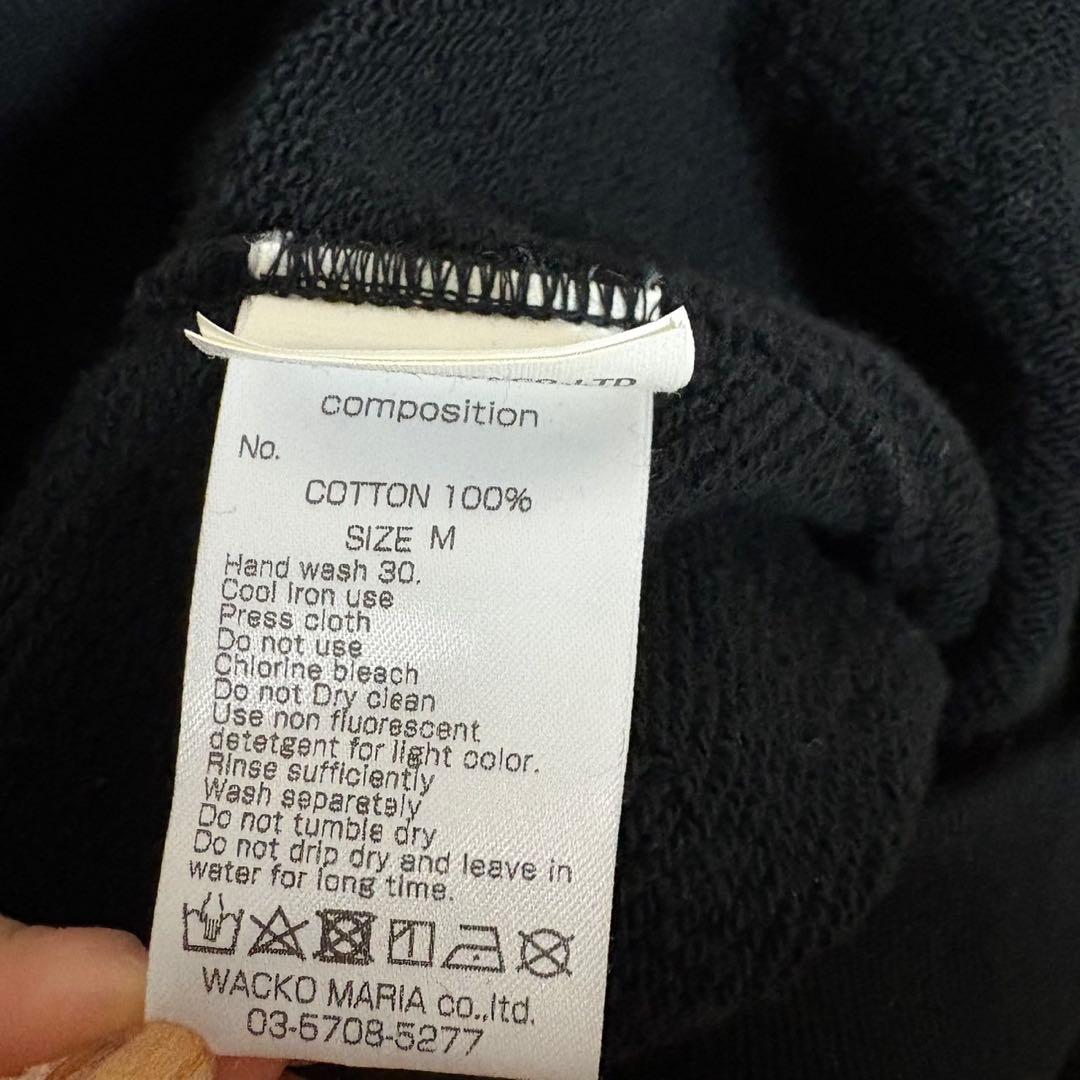 LTD
composition
No.
COTTON 100%
SIZE M
Hand wash 30.
Cool iron use
Press cloth
Do not use
Chlorine bleach
Do not Dry clean
Use non fluorescent
detetgent for light color.
Rinse sufficiently
Wash separately
Do not tumble dry
Do not drip dry and leave in
water for long time.
WACKO MARIA co.,ltd.
03-5708-5277